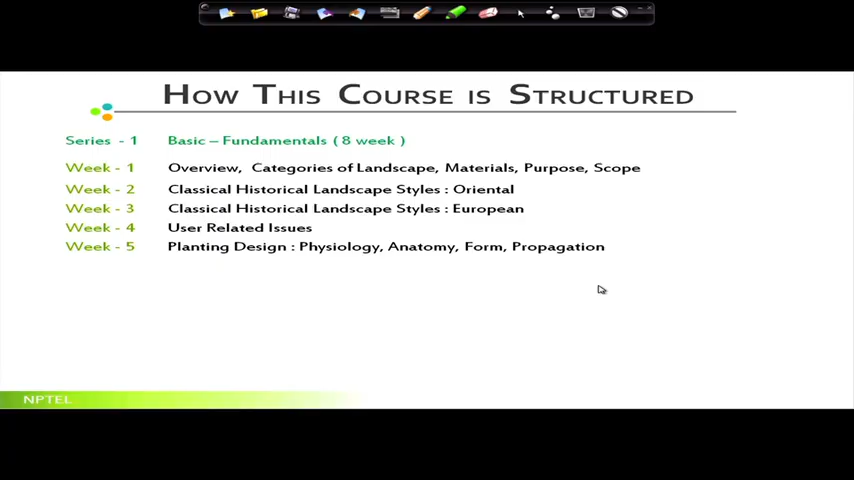 How This Course is Structured
Series - 1 Basic – Fundamentals ( 8 week )
Week - 1 Overview, Categories of Landscape, Materials, Purpose, Scope
Week - 2 Classical Historical Landscape Styles : Oriental
Week - 3 Classical Historical Landscape Styles : European
Week - 4 User Related Issues
Week - 5 Planting Design : Physiology, Anatomy, Form, Propagation
NPTEL